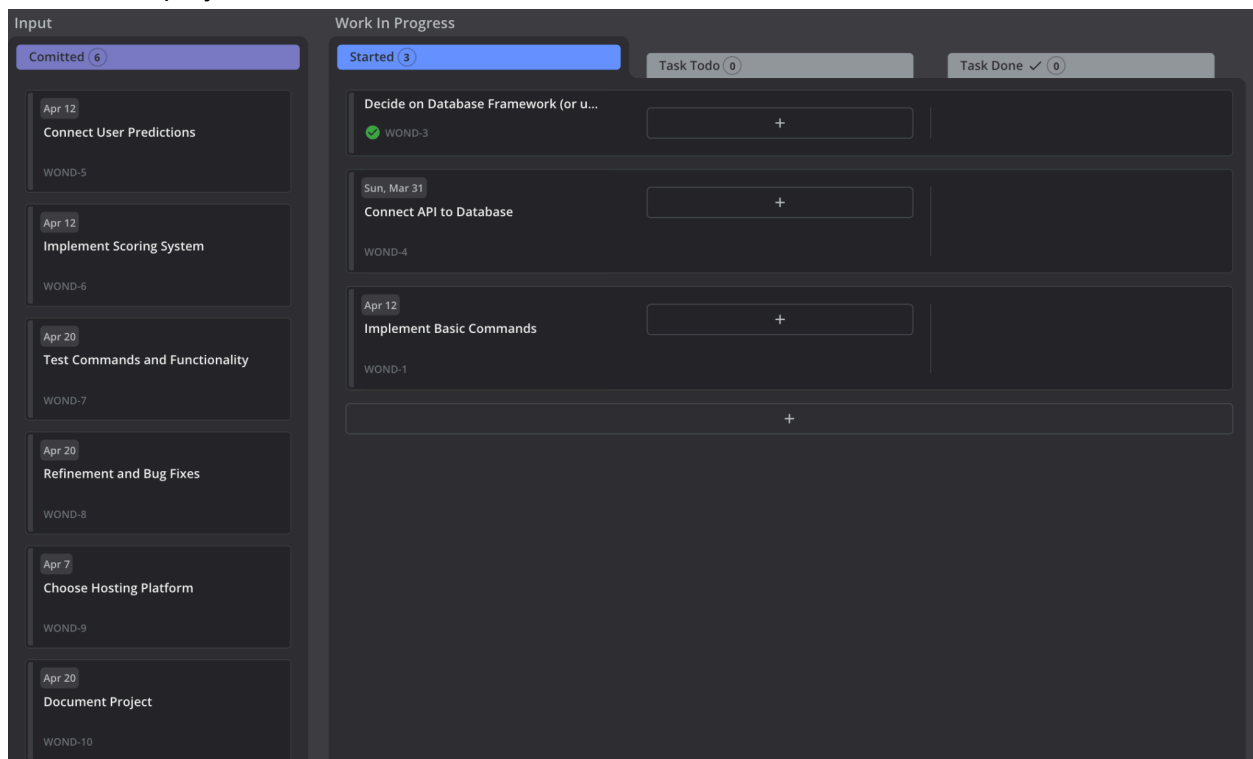 Input
Comitted 6
Apr 12
Connect User Predictions
WOND-5
Apr 12
Implement Scoring System
WOND-6
Apr 20
Test Commands and Functionality
WOND-7
Apr 20
Refinement and Bug Fixes
WOND-8
Apr 7
Choose Hosting Platform
WOND-9
Apr 20
Document Project
WOND-10
Work In Progress
Started 3
Task Todo 0
Task Done ✓ 0
Decide on Database Framework (or u...
WOND-3
+
Sun, Mar 31
Connect API to Database
WOND-4
+
Apr 12
Implement Basic Commands
WOND-1
+
+